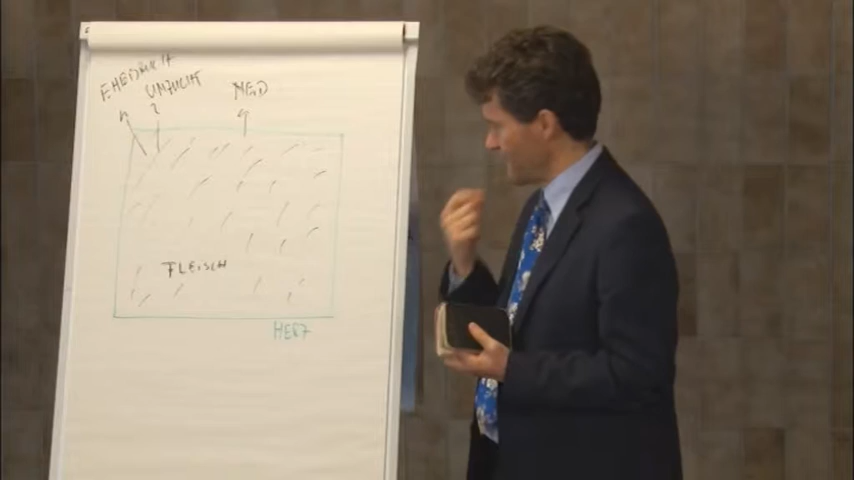 EHEBRUCH
UNZUCHT
NEID
FLEISCH
HERZ